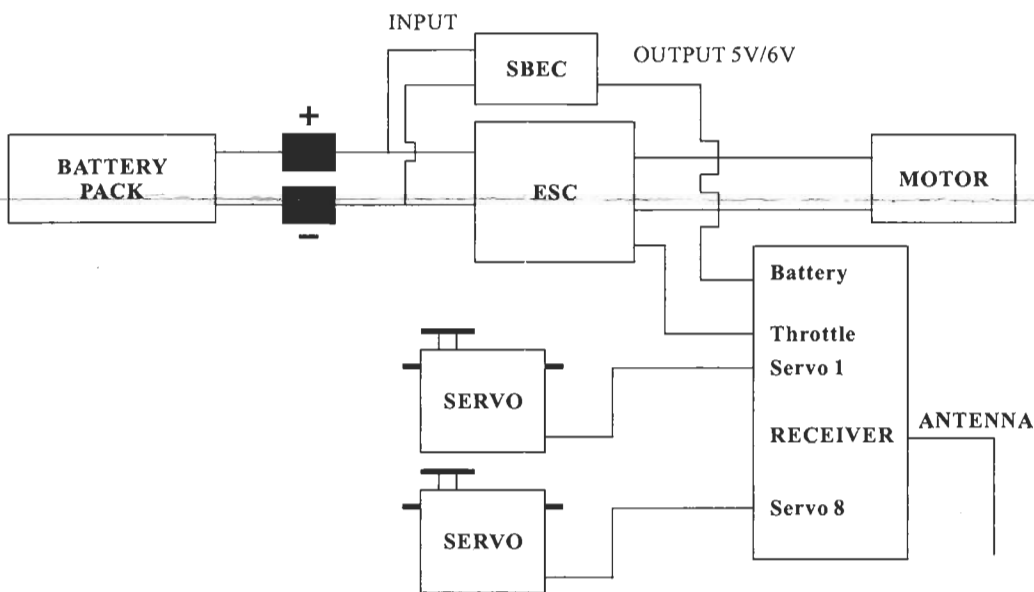 INPUT
SBEC
OUTPUT 5V/6V
+
BATTERY
PACK
ESC
MOTOR
–
Battery
Throttle
Servo 1
SERVO
RECEIVER
ANTENNA
Servo 8
SERVO